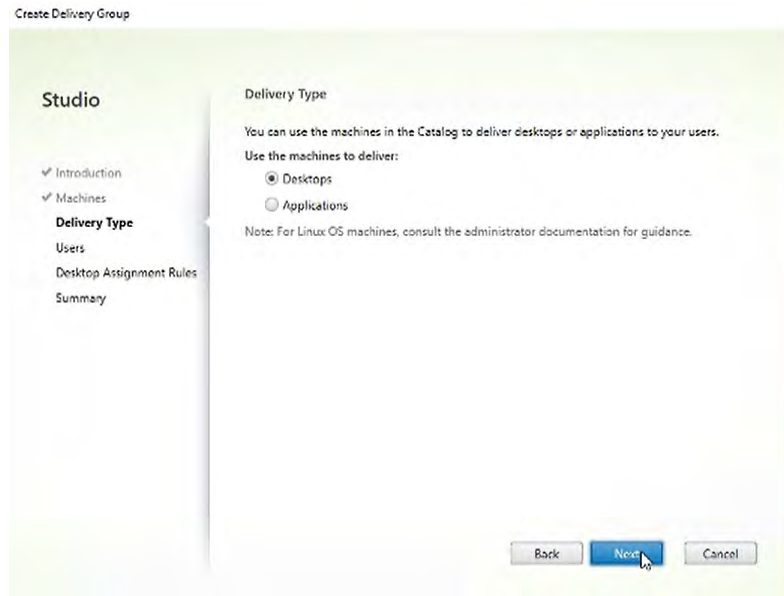 Create Delivery Group
Studio
Introduction
Machines
Delivery Type
Users
Desktop Assignment Rules
Summary
Delivery Type
You can use the machines in the Catalog to deliver desktops or applications to your users.
Use the machines to deliver:
Desktops
Applications
Note: For Linux OS machines, consult the administrator documentation for guidance.
Back
Next
Cancel